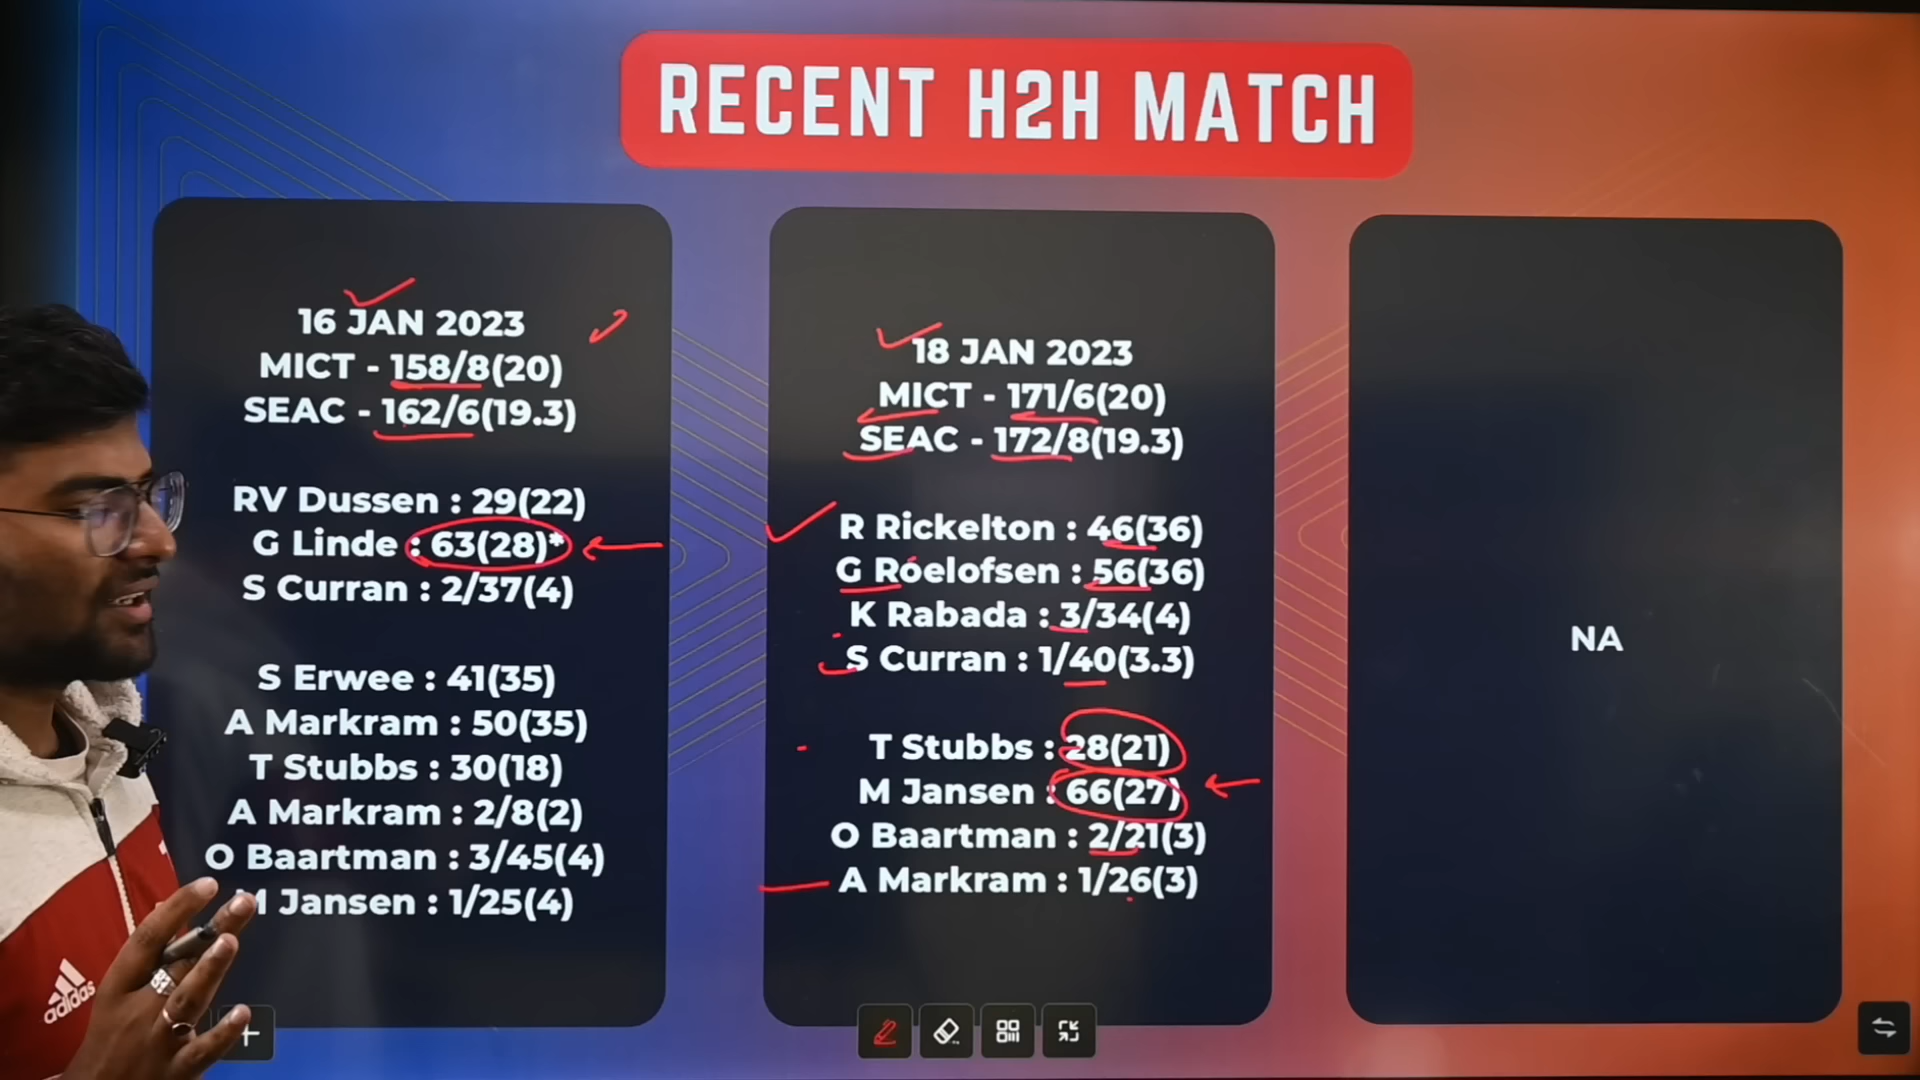 RECENT H2H MATCH
16 JAN 2023
MICT - 158/8(20)
SEAC - 162/6(19.3)
RV Dussen : 29(22)
G Linde : 63(28)*
S Curran : 2/37(4)
S Erwee : 41(35)
A Markram : 50(35)
T Stubbs : 30(18)
A Markram : 2/8(2)
O Baartman : 3/45(4)
M Jansen : 1/25(4)
18 JAN 2023
MICT - 171/6(20)
SEAC - 172/8(19.3)
R Rickelton : 46(36)
G Roelofsen : 56(36)
K Rabada : 3/34(4)
S Curran : 1/40(3.3)
T Stubbs : 28(21)
M Jansen : 66(27)
O Baartman : 2/21(3)
A Markram : 1/26(3)
NA
adidas